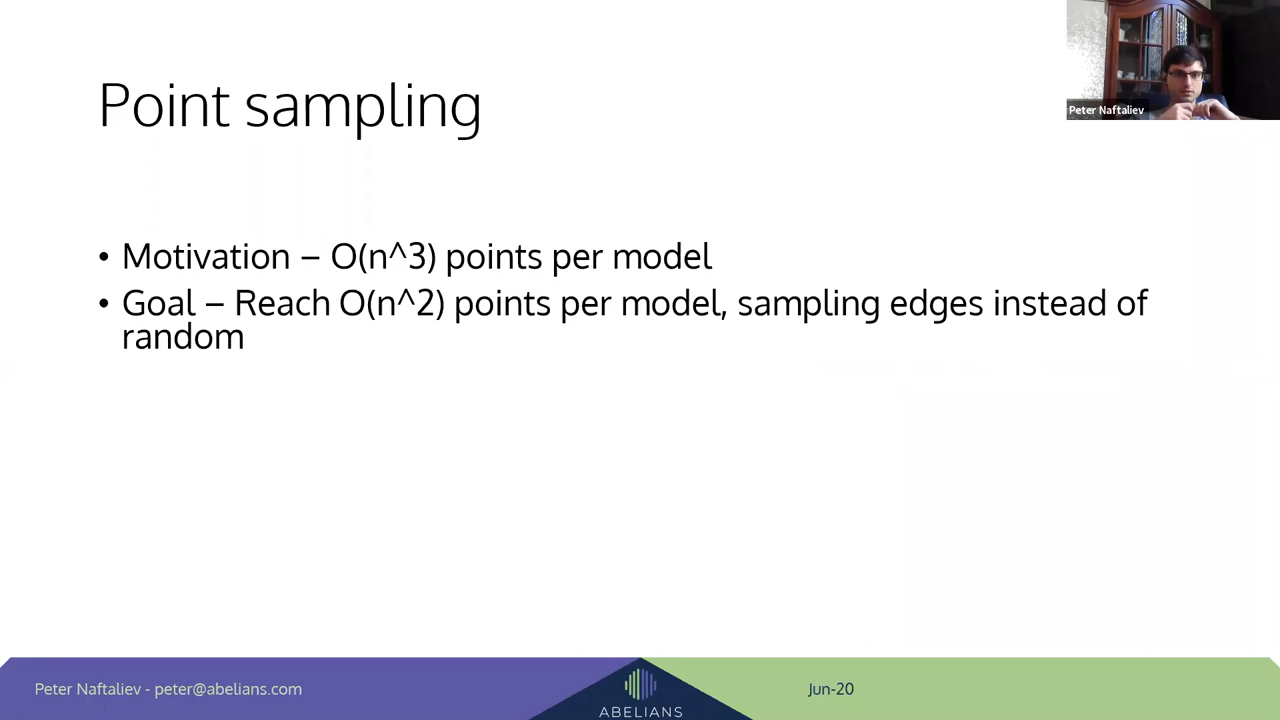 Peter Naftaliev
Point sampling
• Motivation – O(n^3) points per model
• Goal – Reach O(n^2) points per model, sampling edges instead of
random
Peter Naftaliev - peter@abelians.com
ABELIANS
Jun-20